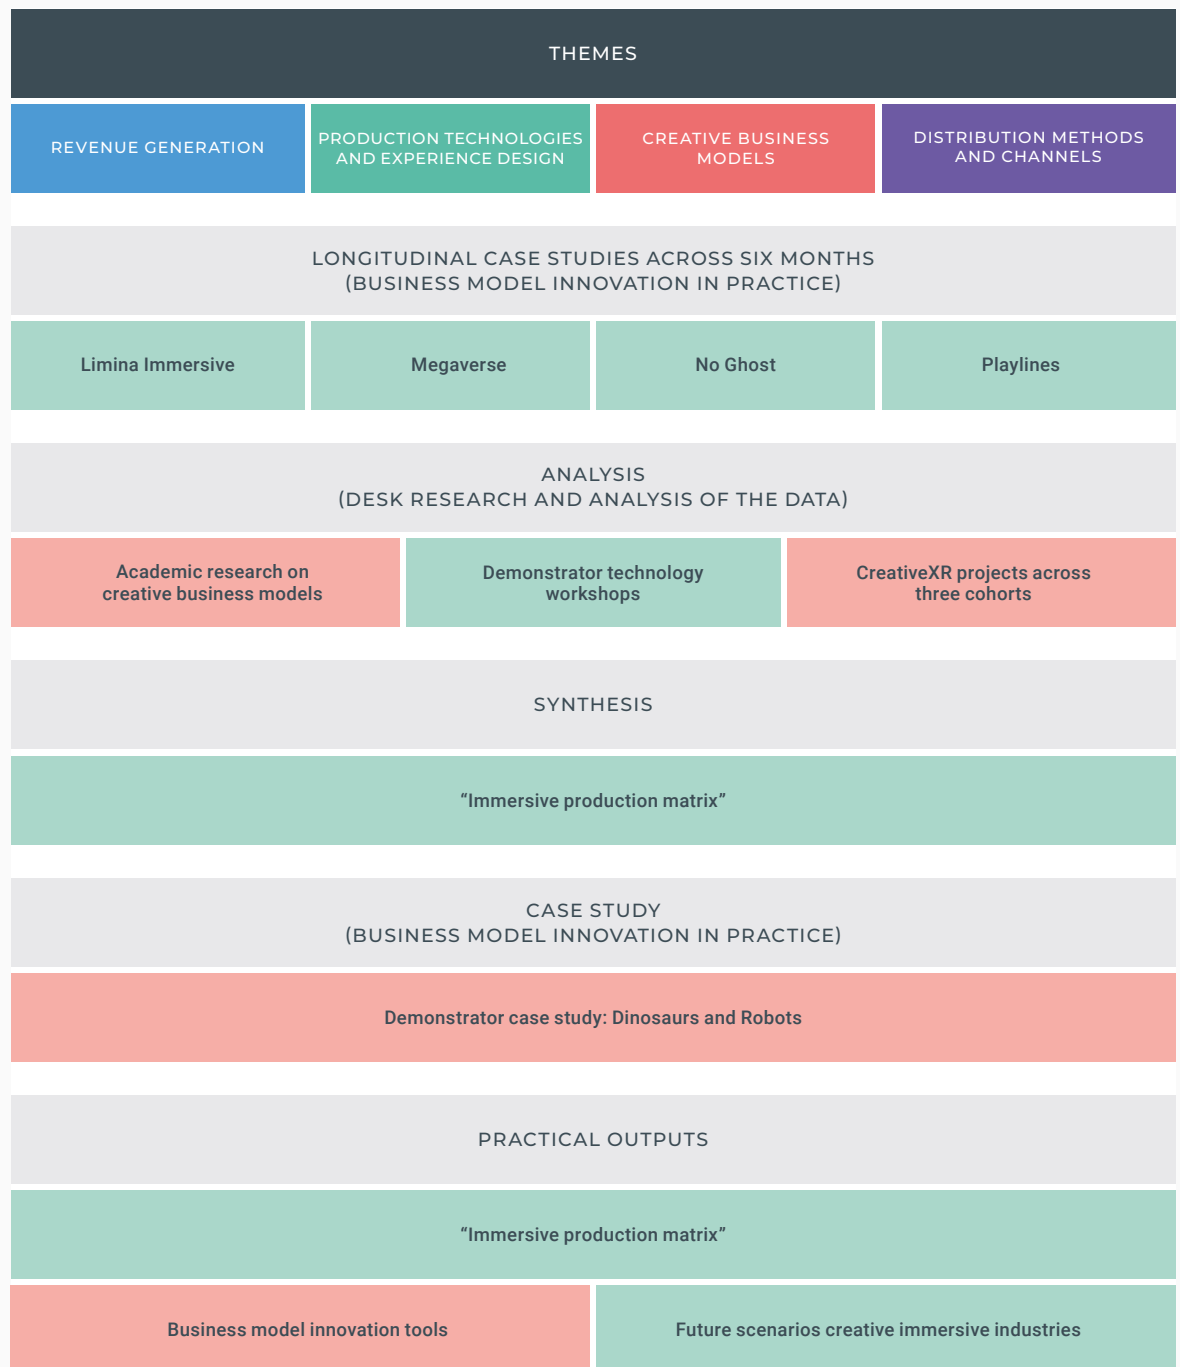 THEMES
REVENUE GENERATION
PRODUCTION TECHNOLOGIES
AND EXPERIENCE DESIGN
CREATIVE BUSINESS
MODELS
DISTRIBUTION METHODS
AND CHANNELS
LONGITUDINAL CASE STUDIES ACROSS SIX MONTHS
(BUSINESS MODEL INNOVATION IN PRACTICE)
Limina Immersive
Megaverse
No Ghost
Playlines
ANALYSIS
(DESK RESEARCH AND ANALYSIS OF THE DATA)
Academic research on
creative business models
Demonstrator technology
workshops
CreativeXR projects across
three cohorts
SYNTHESIS
“Immersive production matrix”
CASE STUDY
(BUSINESS MODEL INNOVATION IN PRACTICE)
Demonstrator case study: Dinosaurs and Robots
PRACTICAL OUTPUTS
“Immersive production matrix”
Business model innovation tools
Future scenarios creative immersive industries